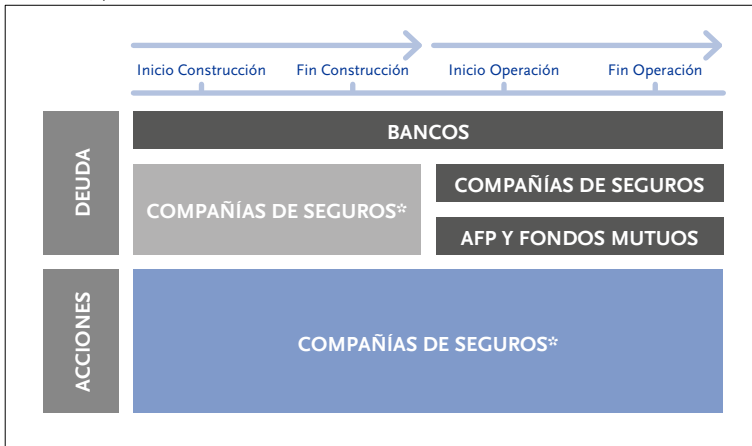 Inicio Construcción
Fin Construcción
Inicio Operación
Fin Operación
DEUDA
BANCOS
COMPAÑÍAS DE SEGUROS*
COMPAÑÍAS DE SEGUROS
AFP Y FONDOS MUTUOS
ACCIONES
COMPAÑÍAS DE SEGUROS*